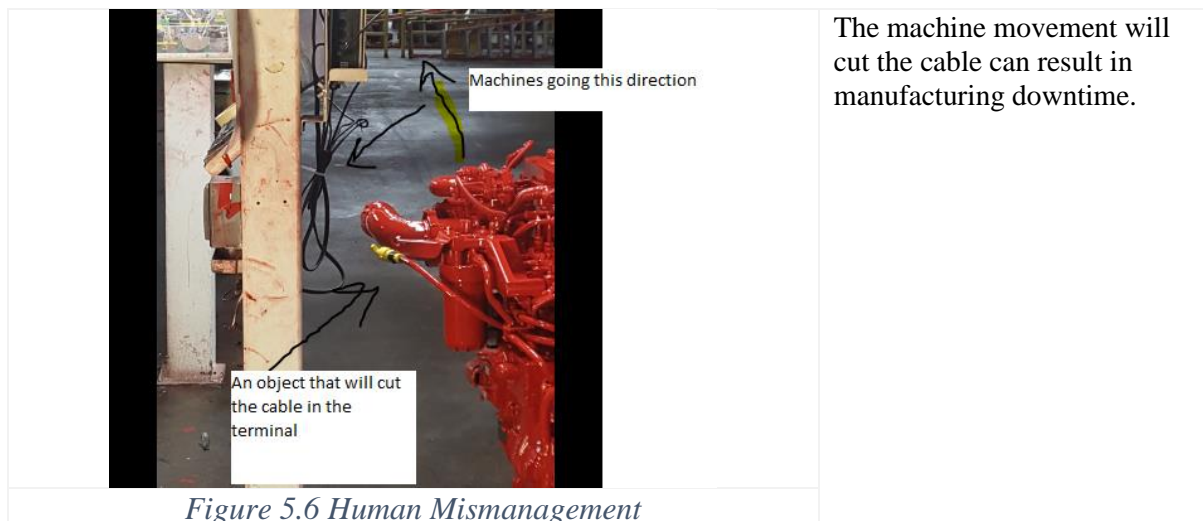 Machines going this direction
An object that will cut
the cable in the
terminal
Figure 5.6 Human Mismanagement
The machine movement will
cut the cable can result in
manufacturing downtime.